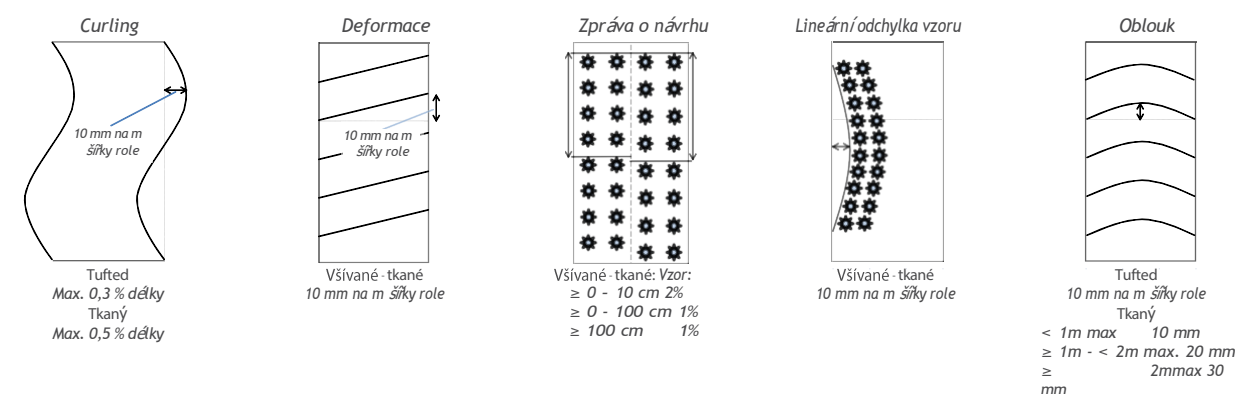 Curling
10 mm na m
šířky role
Tufted
Max. 0,3 % délky
Tkaný
Max. 0,5 % délky
Deformace
10 mm na m
šířky role
Všívané - tkané
10 mm na m šířky role
Zpráva o návrhu
Všívané - tkané: Vzor:
≥ 0 - 10 cm 2%
≥ 0 - 100 cm 1%
≥ 100 cm 1%
Lineární odchylka vzoru
Všívané - tkané
10 mm na m šířky role
Oblouk
Tufted
10 mm na m šířky role
Tkaný
< 1m max 10 mm
≥ 1m - < 2m max. 20 mm
≥ 2mmax 30
mm